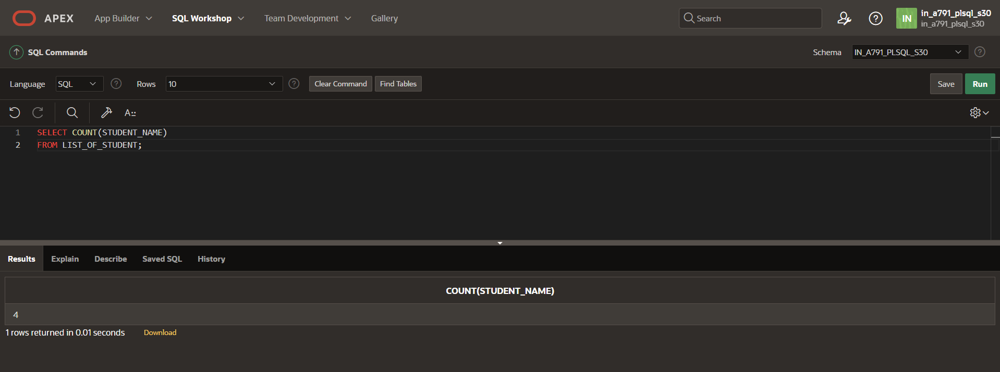 APEX App Builder SQL Workshop Team Development Gallery Search IN in_a791_plsql_s30
in_a791_plsql_s30
SQL Commands Schema IN_A791_PLSQL_S30
Language SQL Rows 10 Clear Command Find Tables Save Run
A::
1 SELECT COUNT(STUDENT_NAME)
2 FROM LIST_OF_STUDENT;
Results Explain Describe Saved SQL History
COUNT(STUDENT_NAME)
4
1 rows returned in 0.01 seconds Download